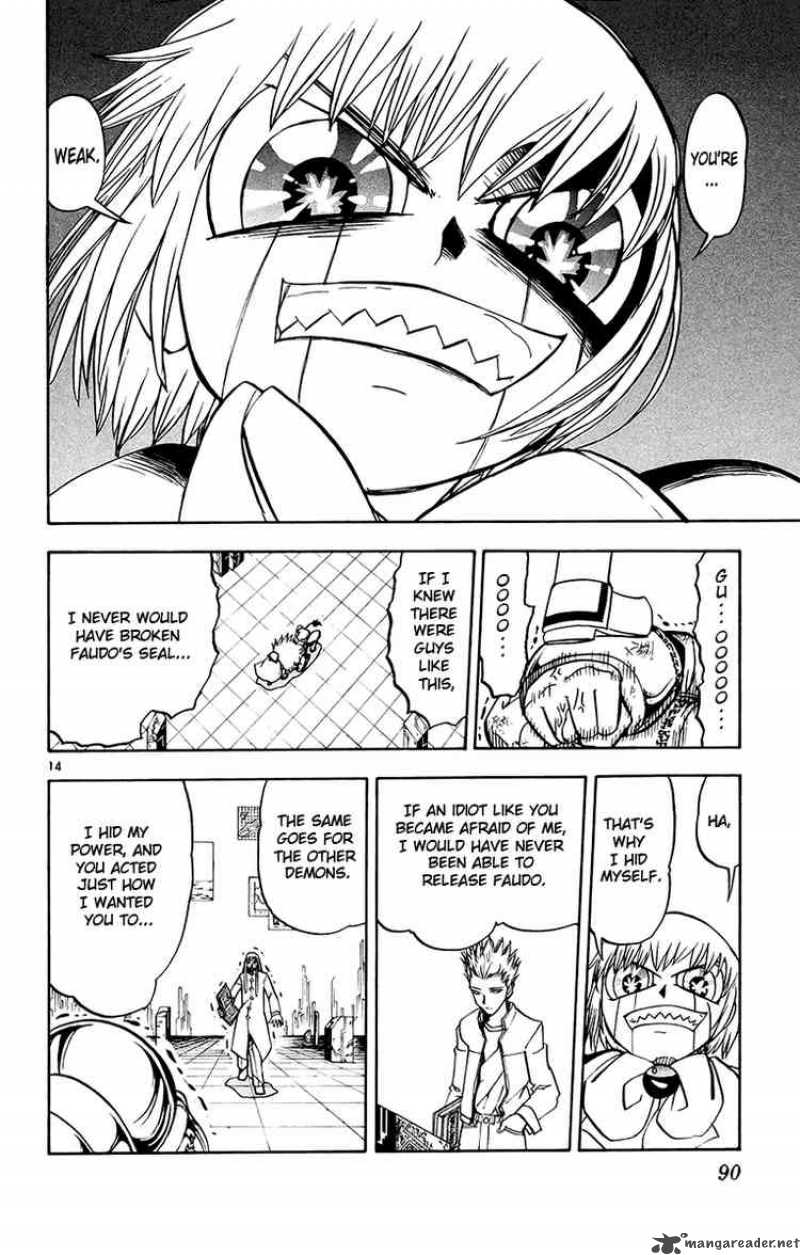 YOU'RE
...
WEAK.
GU...OOOOO...
OOOO...
IF I
KNEW
THERE
WERE
GUYS
LIKE
THIS,
I NEVER WOULD
HAVE BROKEN
FAUDO'S SEAL...
14
HA,
THAT'S
WHY
I HID
MYSELF.
IF AN IDIOT LIKE YOU
BECAME AFRAID OF ME,
I WOULD HAVE NEVER
BEEN ABLE TO
RELEASE FAUDO.
THE SAME
GOES FOR
THE OTHER
DEMONS.
I HID MY
POWER, AND
YOU ACTED
JUST HOW
I WANTED
YOU TO...
90
mangareader.net